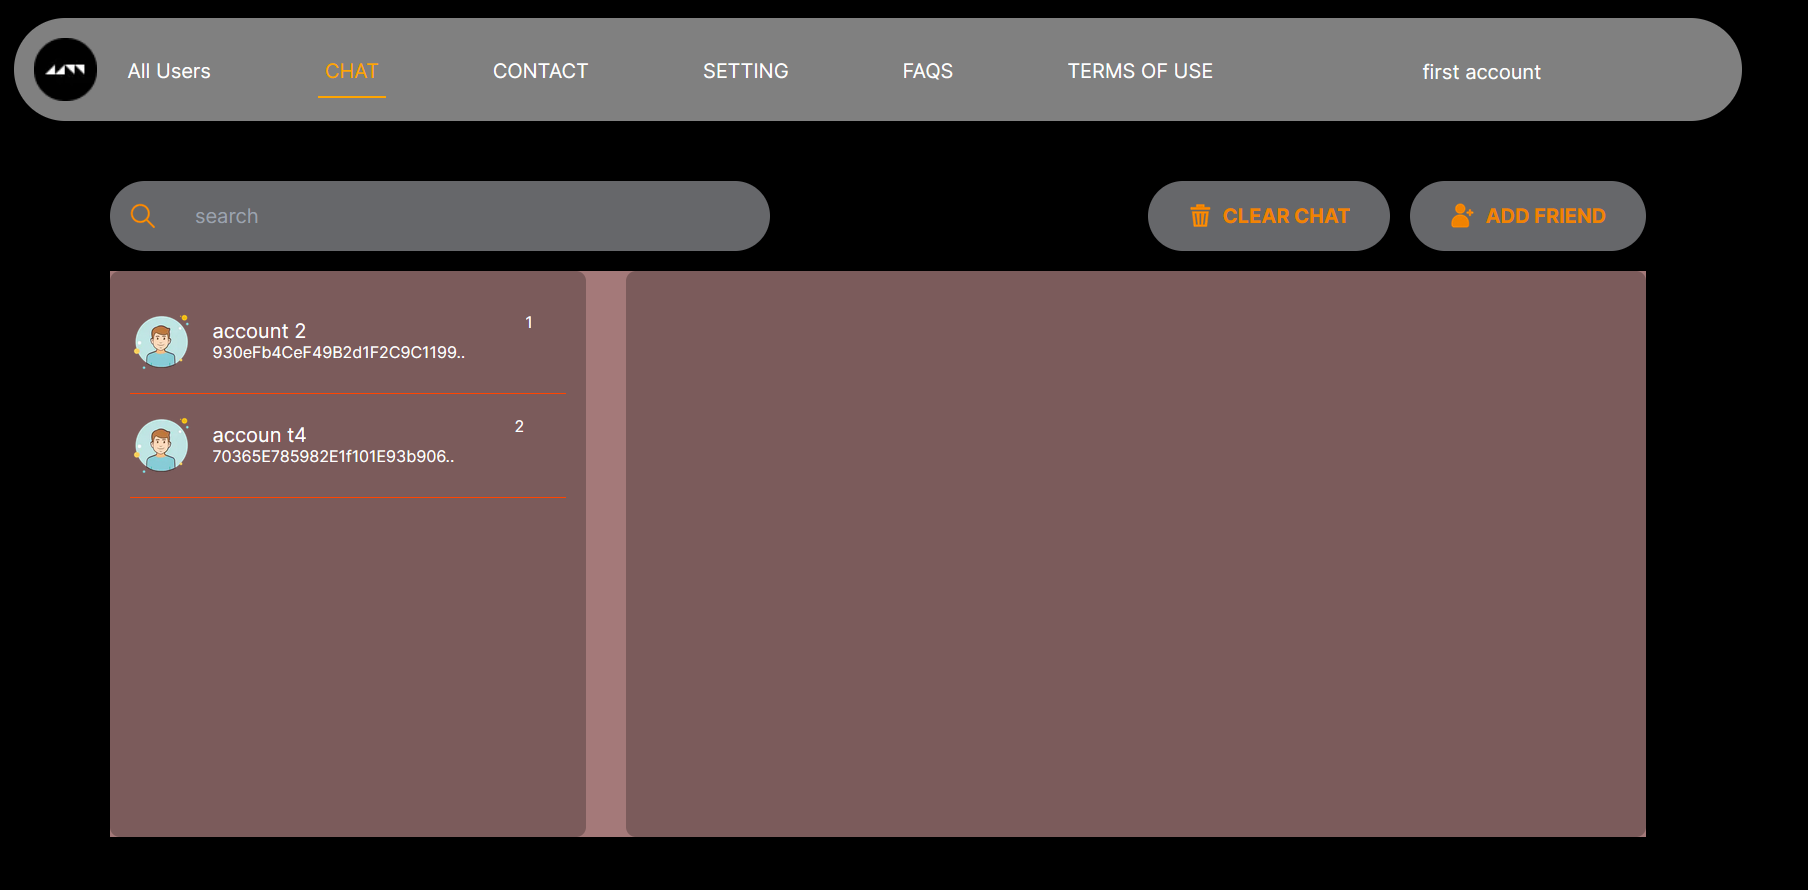 All Users
CHAT
CONTACT
SETTING
FAQS
TERMS OF USE
first account
search
CLEAR CHAT
ADD FRIEND
account 2
1
930eFb4CeF49B2d1F2C9C1199..
accoun t4
2
70365E785982E1f101E93b906..